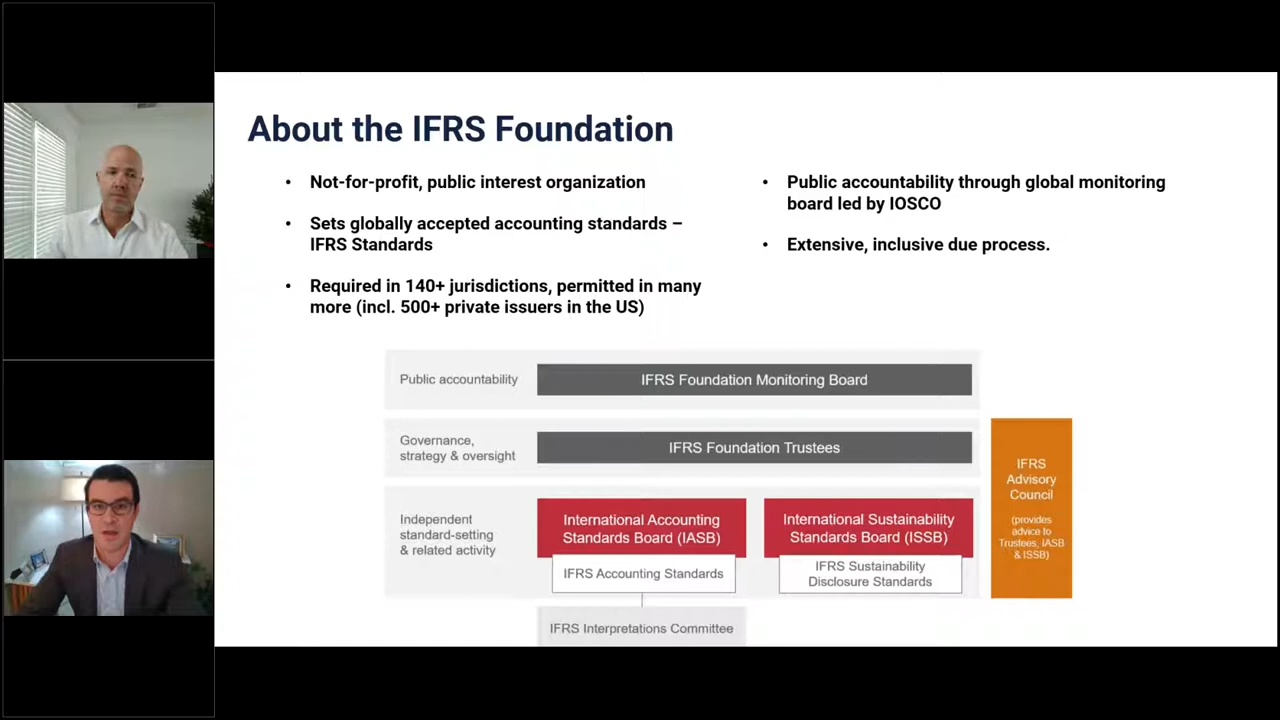 About the IFRS Foundation
• Not-for-profit, public interest organization
• Sets globally accepted accounting standards –
IFRS Standards
• Required in 140+ jurisdictions, permitted in many
more (incl. 500+ private issuers in the US)
• Public accountability through global monitoring
board led by IOSCO
• Extensive, inclusive due process.
Public accountability
IFRS Foundation Monitoring Board
Governance,
strategy & oversight
IFRS Foundation Trustees
Independent
standard-setting
& related activity
International Accounting
Standards Board (IASB)
IFRS Accounting Standards
IFRS Interpretations Committee
International Sustainability
Standards Board (ISSB)
IFRS Sustainability
Disclosure Standards
IFRS
Advisory
Council
(provides
advice to
Trustees, IASB
& ISSB)